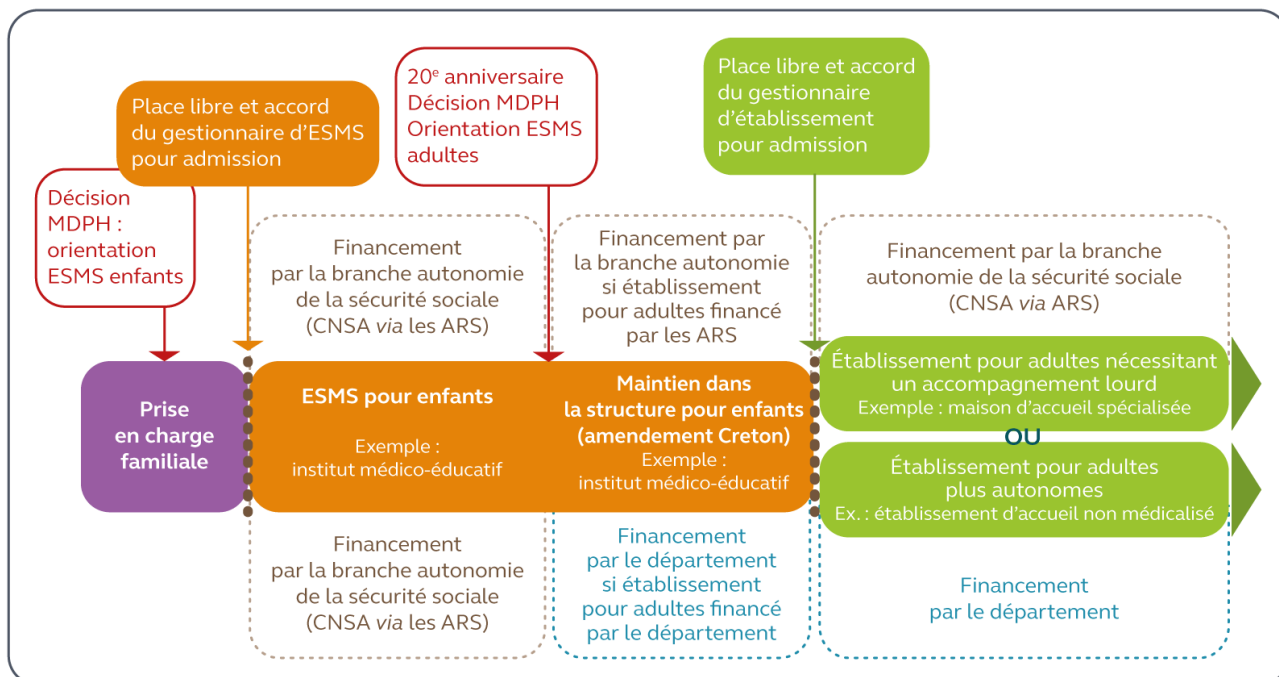 Place libre et accord
du gestionnaire d'ESMS
pour admission
20e anniversaire
Décision MDPH
Orientation ESMS
adultes
Place libre et accord
du gestionnaire
d'établissement
pour admission
Décision
MDPH :
orientation
ESMS enfants
Financement
par la branche autonomie
de la sécurité sociale
(CNSA via les ARS)
Financement par
la branche autonomie
si établissement
pour adultes financé
par les ARS
Financement par la branche
autonomie de la sécurité sociale
(CNSA via ARS)
Prise
en charge
familiale
ESMS pour enfants
Exemple :
institut médico-éducatif
Maintien dans
la structure pour enfants
(amendement Creton)
Exemple :
institut médico-éducatif
Établissement pour adultes nécessitant
un accompagnement lourd
Exemple : maison d'accueil spécialisée
OU
Établissement pour adultes
plus autonomes
Ex. : établissement d'accueil non médicalisé
Financement
par la branche autonomie
de la sécurité sociale
(CNSA via les ARS)
Financement
par le département
si établissement
pour adultes financé
par le département
Financement
par le département